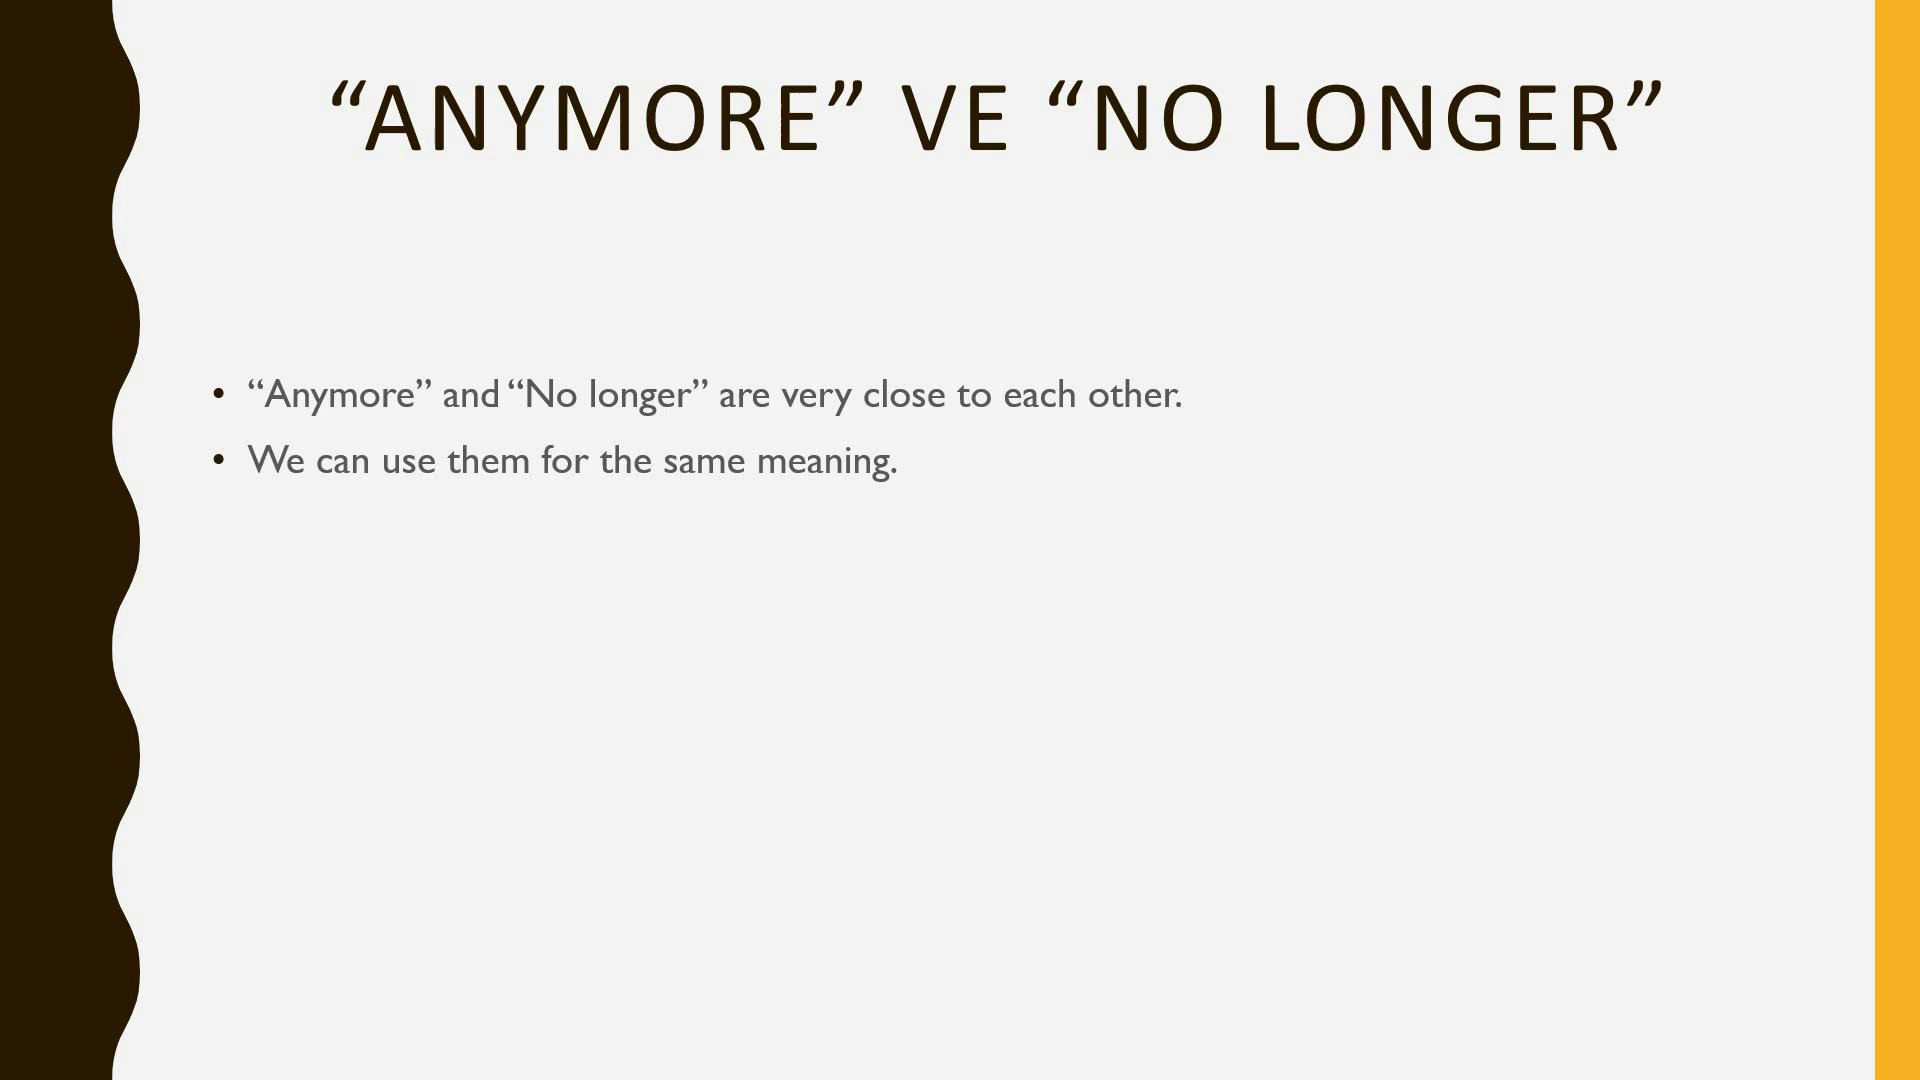 “ANYMORE” VE “NO LONGER”
• “Anymore” and “No longer” are very close to each other.
• We can use them for the same meaning.